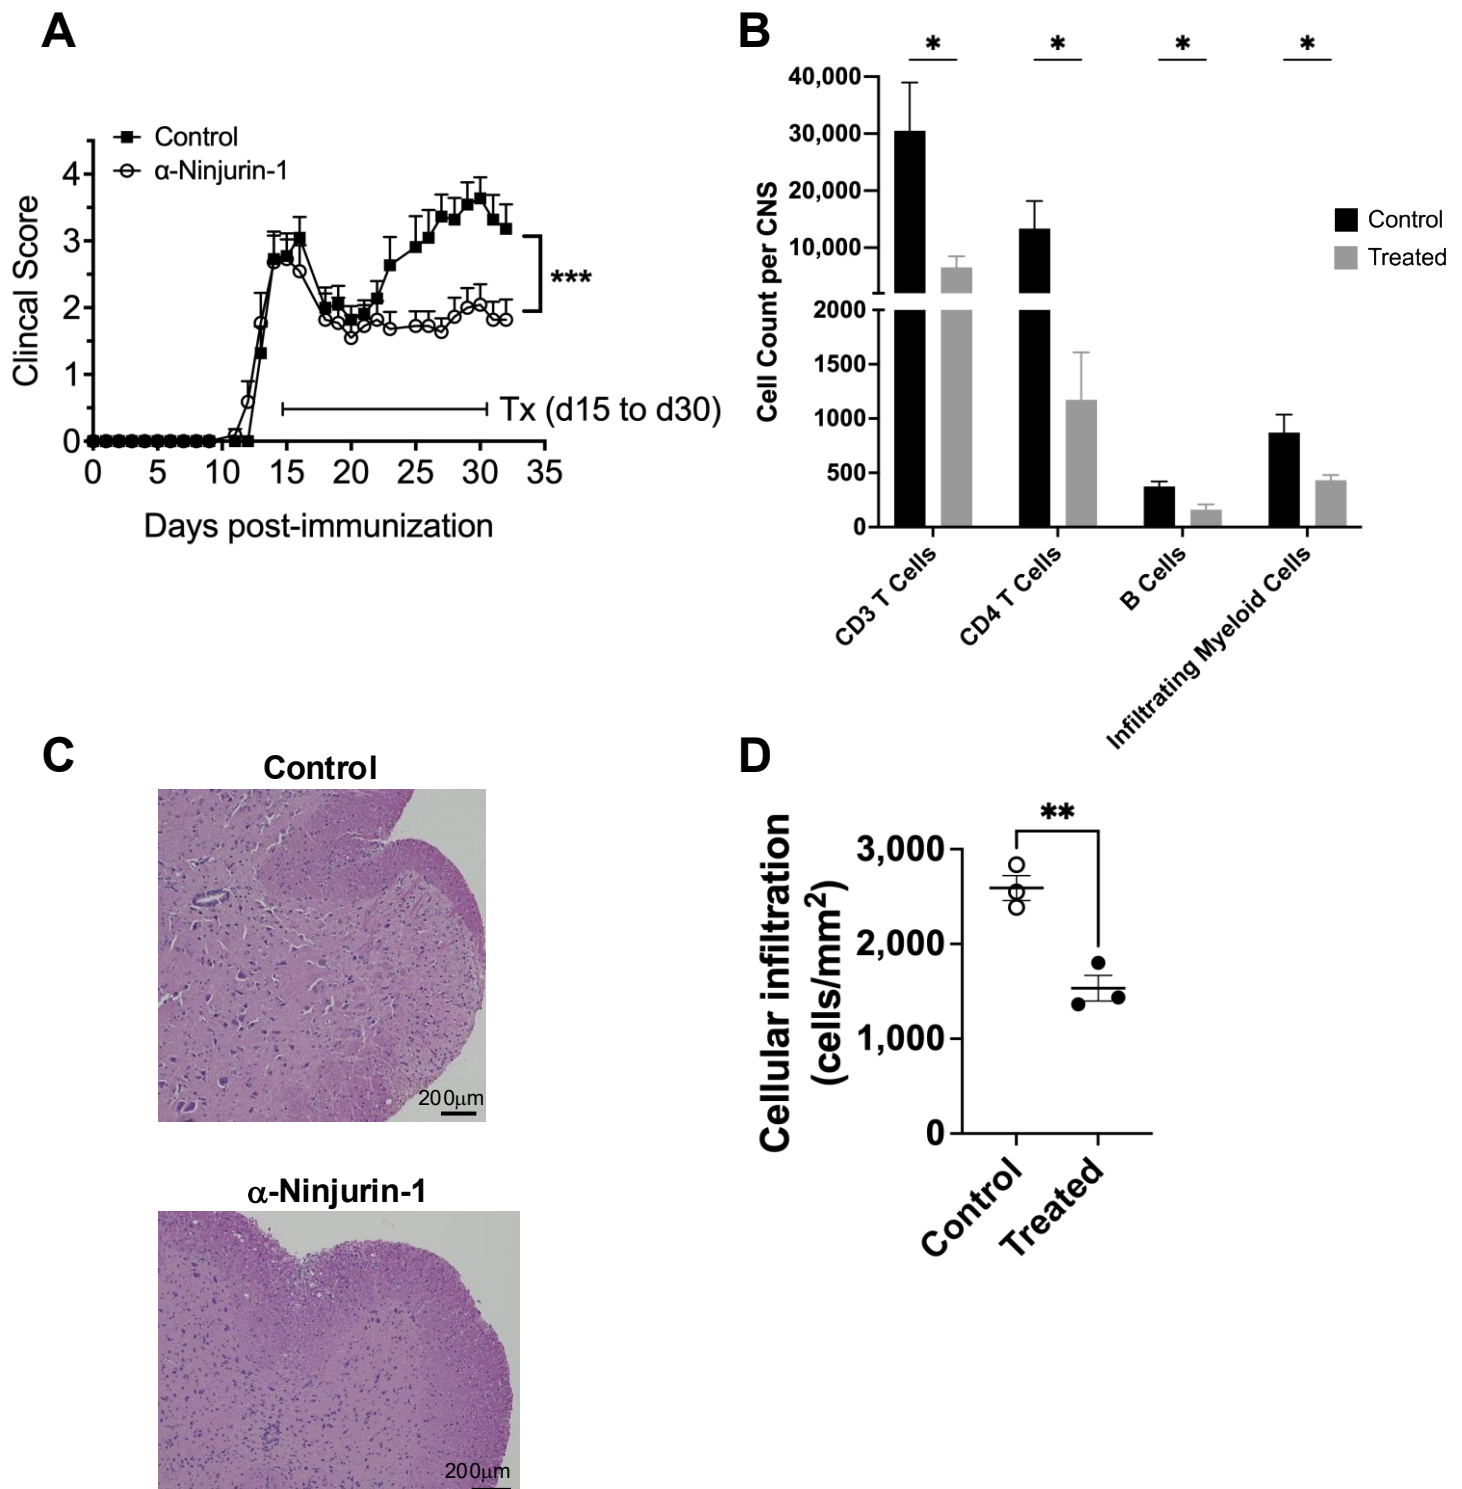 A
Control
α-Ninjurin-1
Clincal Score
4
3
2
1
0
0 5 10 15 20 25 30 35
Days post-immunization
Tx (d15 to d30)
***
B
* * * *
Cell Count per CNS
40,000
30,000
20,000
10,000
2000
1500
1000
500
0
CD3 T Cells
CD4 T Cells
B Cells
Infiltrating Myeloid Cells
Control
Treated
C
Control
200μm
α-Ninjurin-1
200μm
D
**
Cellular infiltration
(cells/mm²)
3,000
2,000
1,000
0
Control
Treated